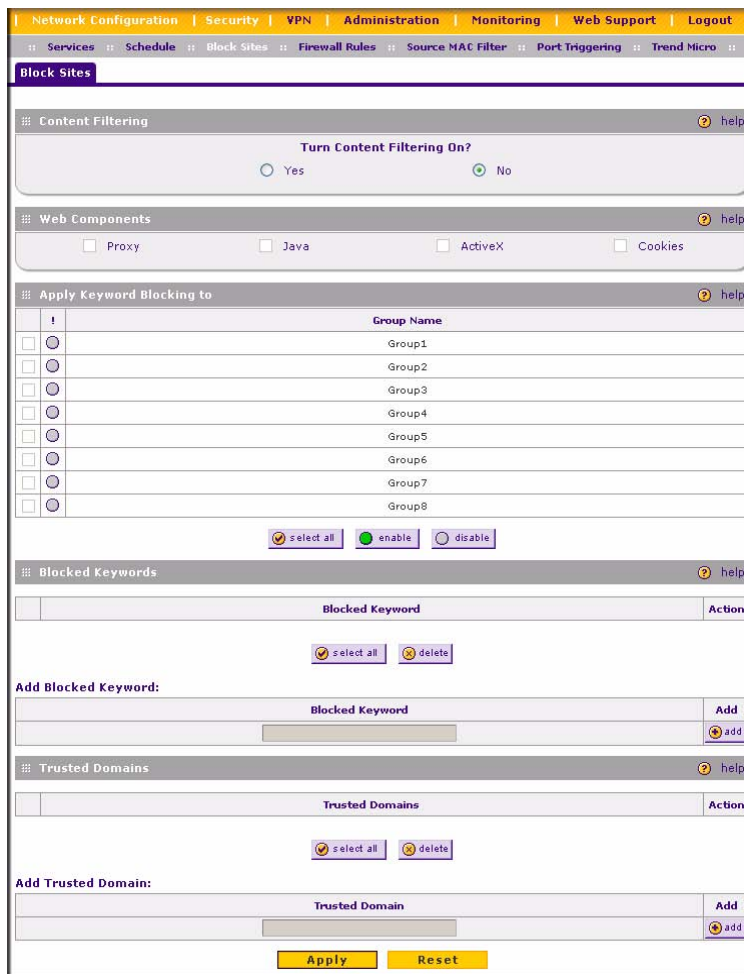 | Network Configuration | Security | VPN | Administration | Monitoring | Web Support | Logout
:: Services :: Schedule :: Block Sites :: Firewall Rules :: Source MAC Filter :: Port Triggering :: Trend Micro ::
Block Sites
Content Filtering ? help
Turn Content Filtering On?
Yes No
Web Components ? help
Proxy Java ActiveX Cookies
Apply Keyword Blocking to ? help
! Group Name
Group1
Group2
Group3
Group4
Group5
Group6
Group7
Group8
select all enable disable
Blocked Keywords ? help
Blocked Keyword Action
select all delete
Add Blocked Keyword:
Blocked Keyword Add
add
Trusted Domains ? help
Trusted Domains Action
select all delete
Add Trusted Domain:
Trusted Domain Add
add
Apply Reset